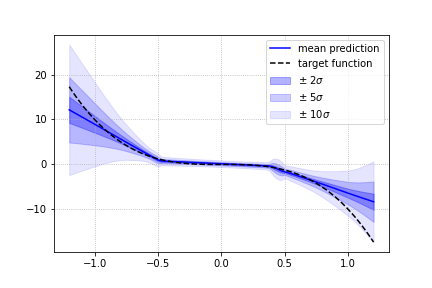 mean prediction
target function
± 2σ
± 5σ
± 10σ
20
10
0
−10
−1.0 −0.5 0.0 0.5 1.0